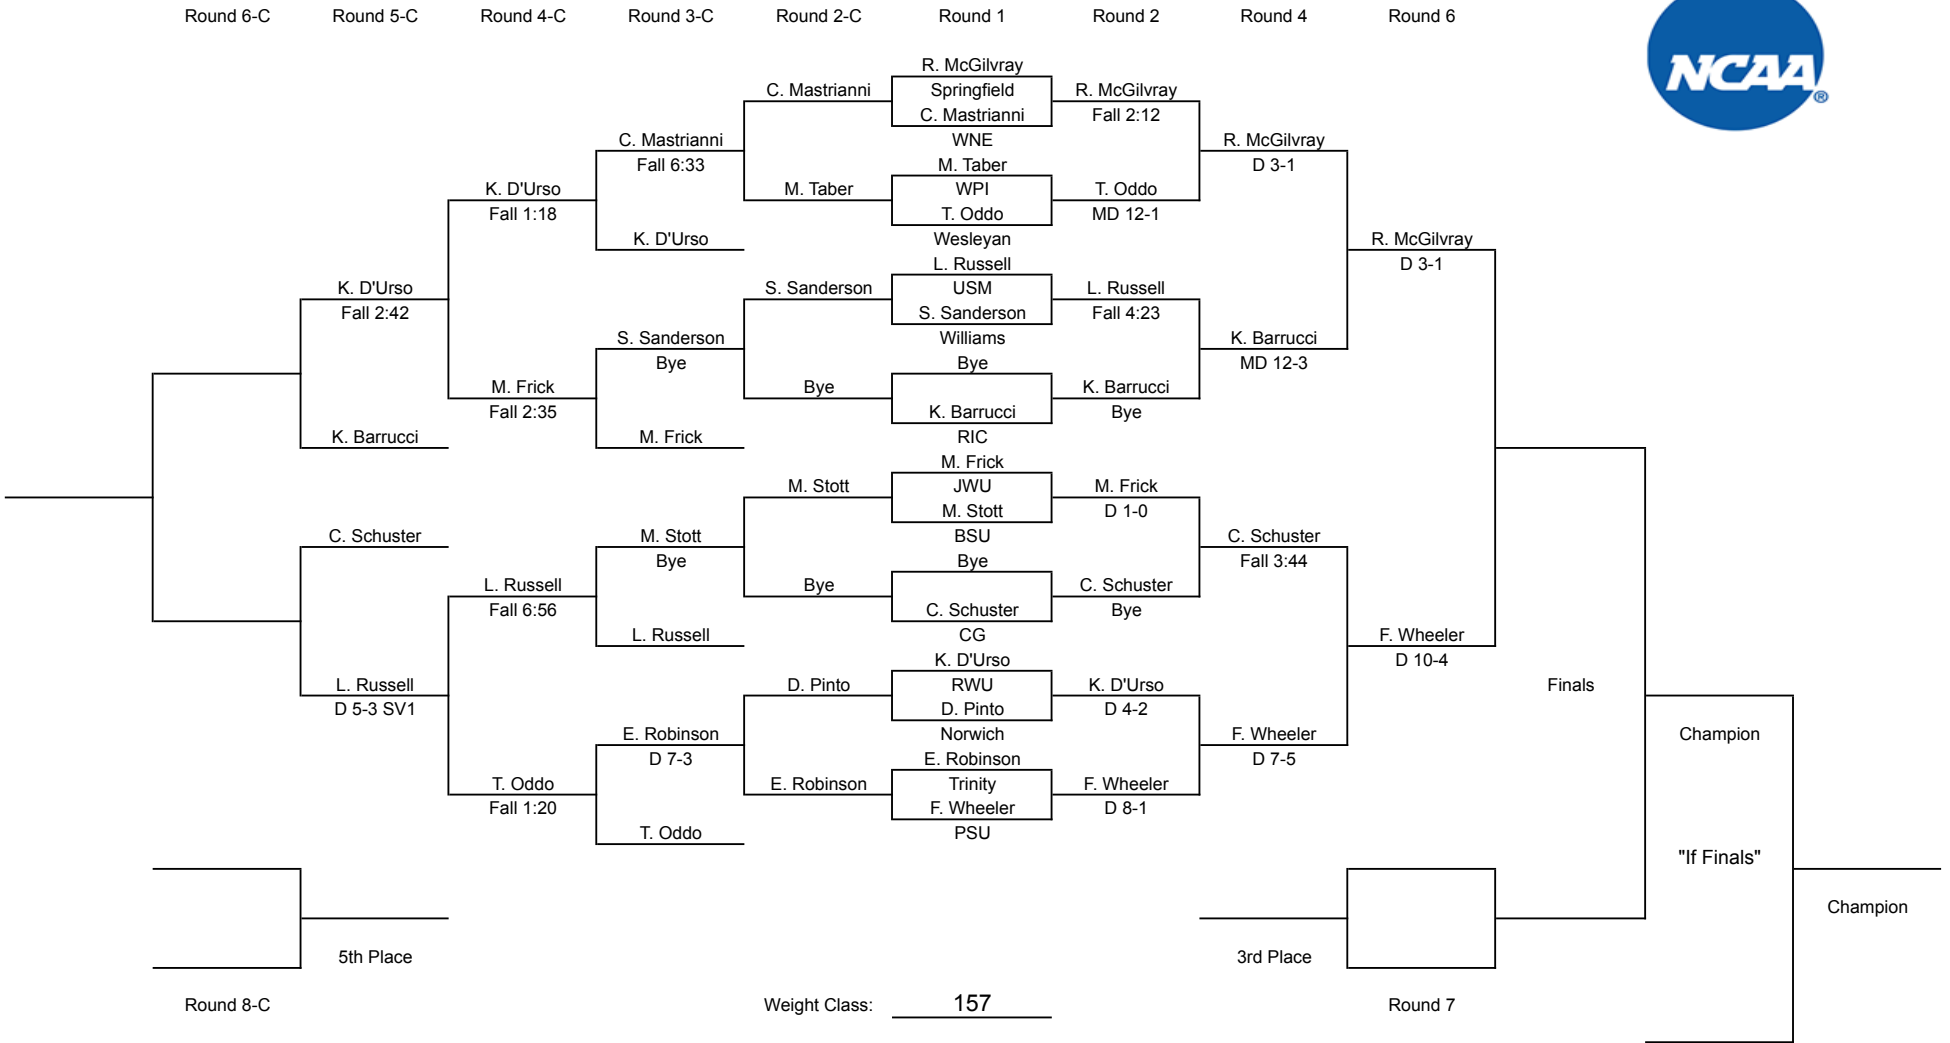 Round 6-C Round 5-C Round 4-C Round 3-C Round 2-C Round 1 Round 2 Round 4 Round 6
NCAA®
R. McGilvray
C. Mastrianni Springfield R. McGilvray
C. Mastrianni Fall 2:12
C. Mastrianni WNE R. McGilvray
Fall 6:33 M. Taber D 3-1
K. D'Urso M. Taber WPI T. Oddo
Fall 1:18 T. Oddo MD 12-1
K. D'Urso Wesleyan R. McGilvray
L. Russell D 3-1
K. D'Urso S. Sanderson USM L. Russell
Fall 2:42 S. Sanderson Fall 4:23
S. Sanderson Williams K. Barrucci
Bye Bye MD 12-3
M. Frick Bye K. Barrucci
Fall 2:35 K. Barrucci Bye
K. Barrucci M. Frick RIC
M. Frick
M. Stott JWU M. Frick
M. Stott D 1-0
C. Schuster M. Stott BSU C. Schuster
Bye Bye Fall 3:44
L. Russell Bye C. Schuster
Fall 6:56 C. Schuster Bye
L. Russell CG F. Wheeler
K. D'Urso D 10-4
L. Russell D. Pinto RWU K. D'Urso Finals
D 5-3 SV1 D. Pinto D 4-2
E. Robinson Norwich F. Wheeler Champion
D 7-3 E. Robinson D 7-5
T. Oddo E. Robinson Trinity F. Wheeler
Fall 1:20 F. Wheeler D 8-1
T. Oddo PSU
"If Finals"
Champion
5th Place 3rd Place
Round 8-C Weight Class: 157 Round 7